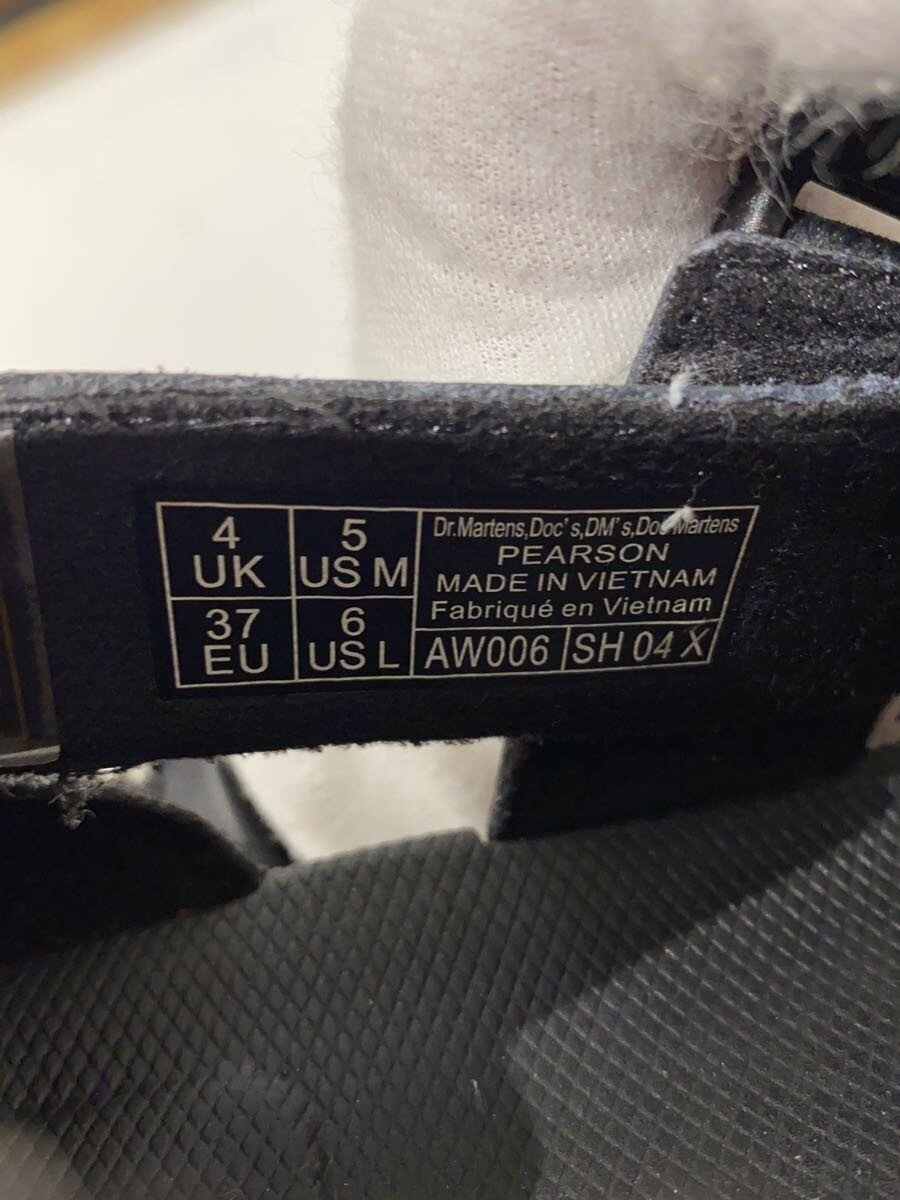 4
UK
5
US M
37
EU
6
US L
Dr.Martens,Doc's,DM's,Doc Martens
PEARSON
MADE IN VIETNAM
Fabriqué en Vietnam
AW006
SH 04 X